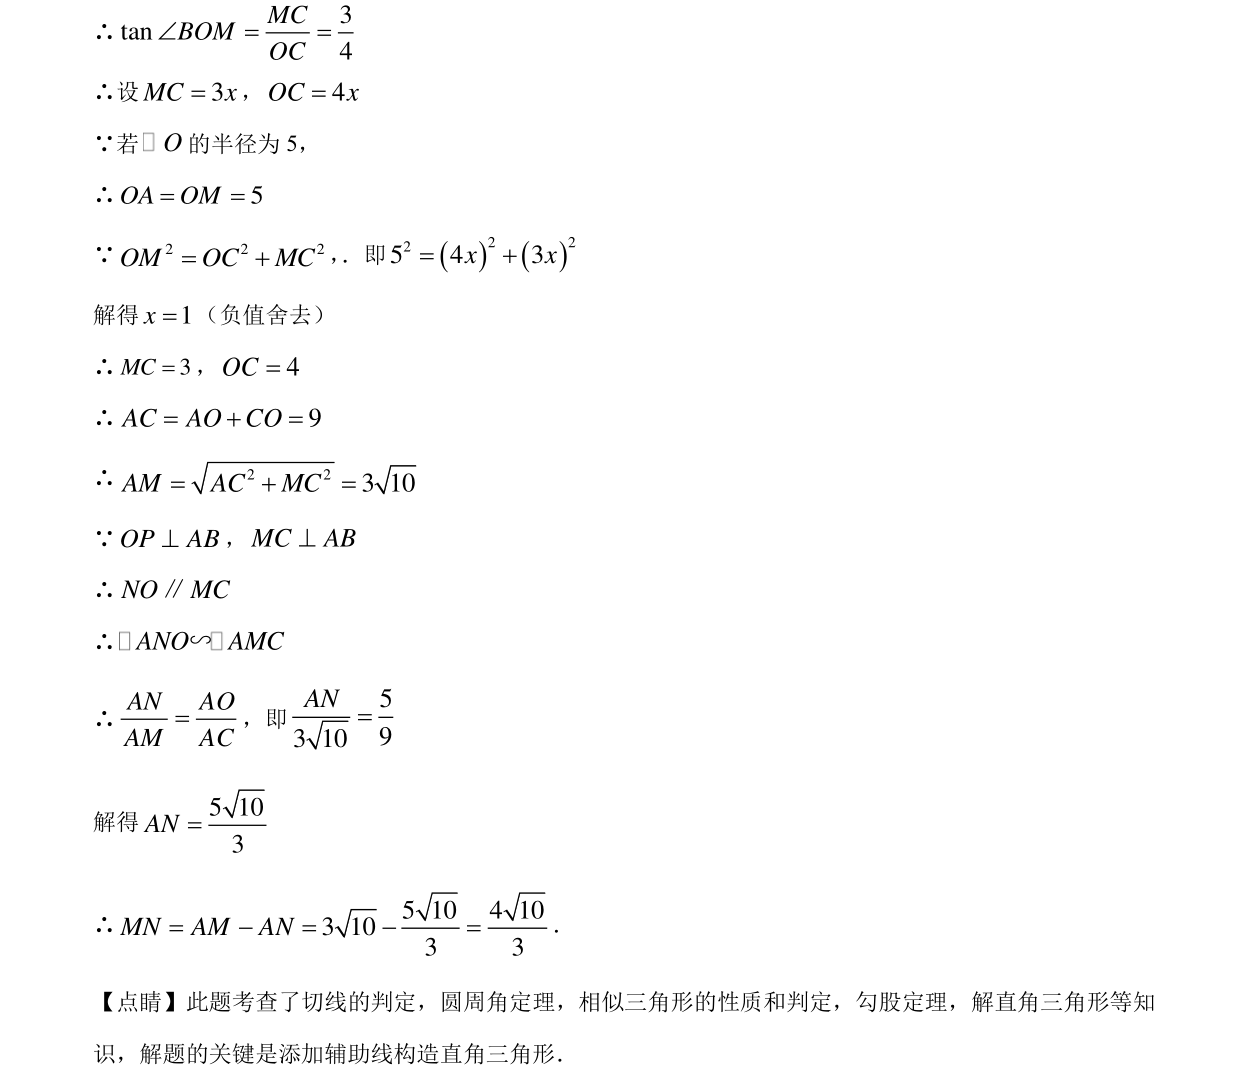 ∴ tan ∠BOM = MC/OC = 3/4
∴设 MC = 3x， OC = 4x
∵若□ O 的半径为 5，
∴ OA = OM = 5
∵ OM² = OC² + MC²，. 即 5² = (4x)² + (3x)²
解得 x = 1（负值舍去）
∴ MC = 3， OC = 4
∴ AC = AO + CO = 9
∴ AM = √(AC² + MC²) = 3√10
∵ OP ⊥ AB， MC ⊥ AB
∴ NO ∥ MC
∴□ ANO∽□ AMC
∴ AN/AM = AO/AC， 即 AN/(3√10) = 5/9
解得 AN = 5√10/3
∴ MN = AM − AN = 3√10 − 5√10/3 = 4√10/3 .
【点睛】此题考查了切线的判定，圆周角定理，相似三角形的性质和判定，勾股定理，解直角三角形等知
识，解题的关键是添加辅助线构造直角三角形．